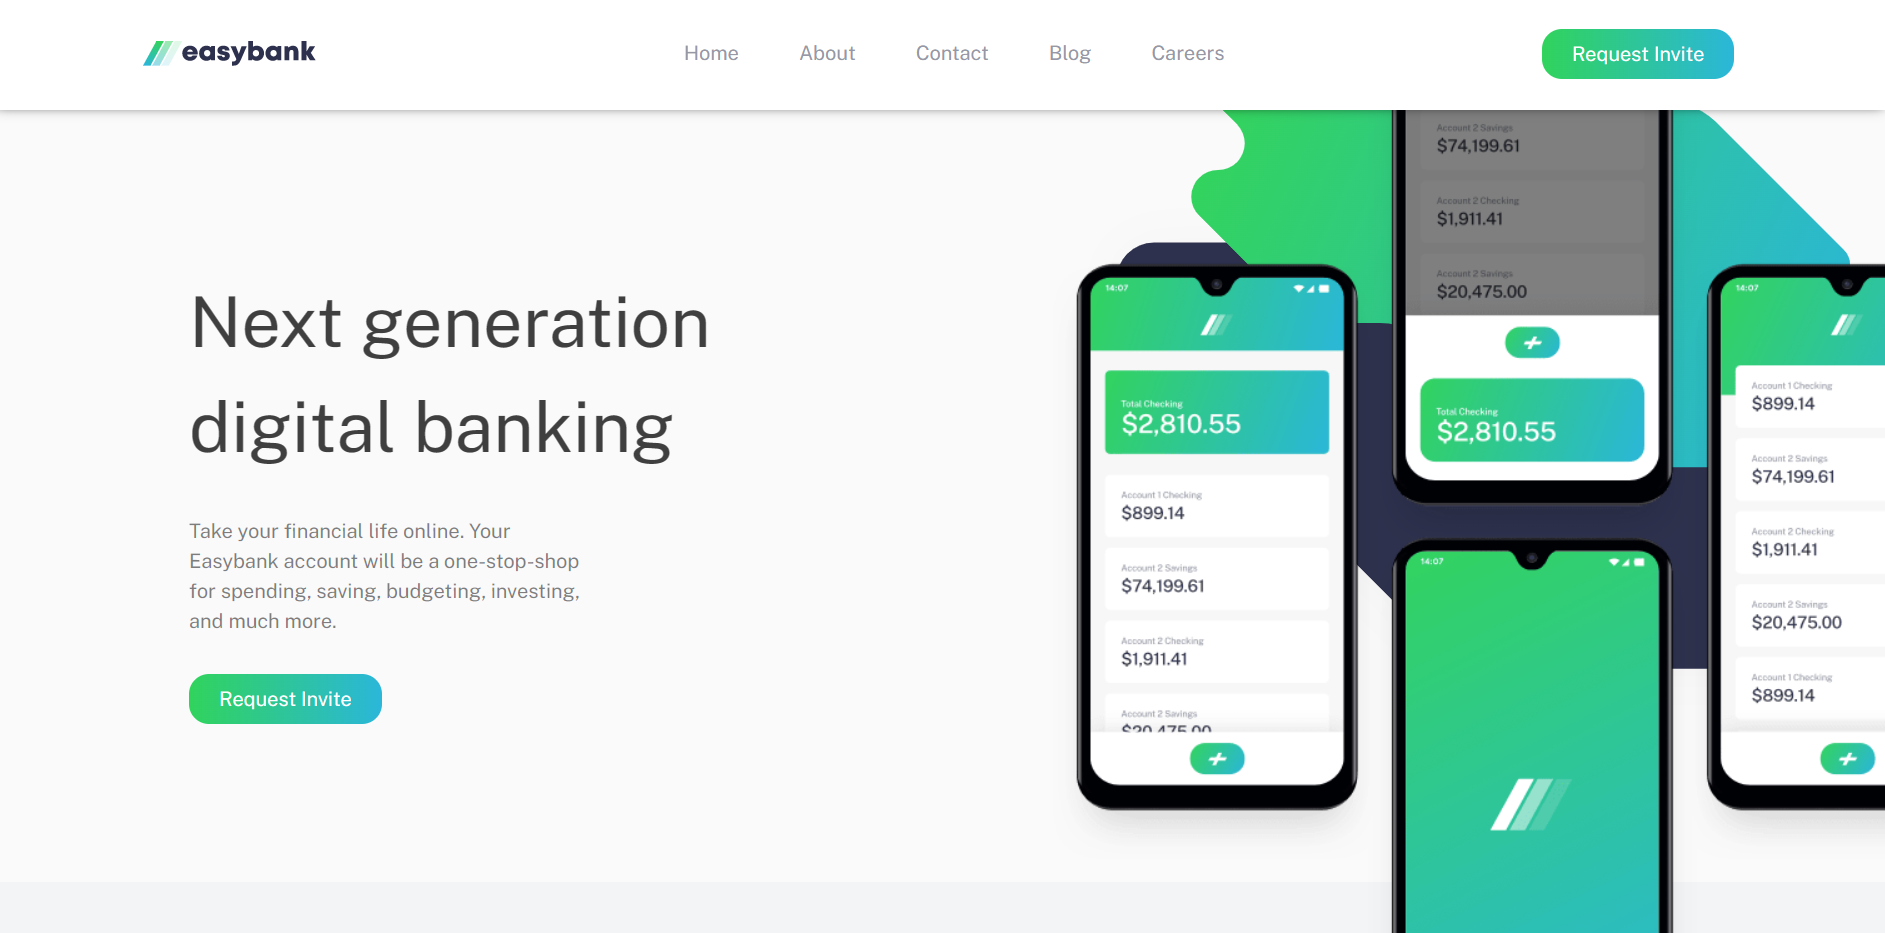 easybank
Home
About
Contact
Blog
Careers
Request Invite
Next generation
digital banking
Take your financial life online. Your
Easybank account will be a one-stop-shop
for spending, saving, budgeting, investing,
and much more.
Request Invite
14:07
Total Checking
$2,810.55
Account 1 Checking
$899.14
Account 2 Savings
$74,199.61
Account 2 Checking
$1,911.41
Account 2 Savings
$20,475.00
Account 2 Savings
$74,199.61
Account 2 Checking
$1,911.41
Account 2 Savings
$20,475.00
Total Checking
$2,810.55
14:07
14:07
Account 1 Checking
$899.14
Account 2 Savings
$74,199.61
Account 2 Checking
$1,911.41
Account 2 Savings
$20,475.00
Account 1 Checking
$899.14